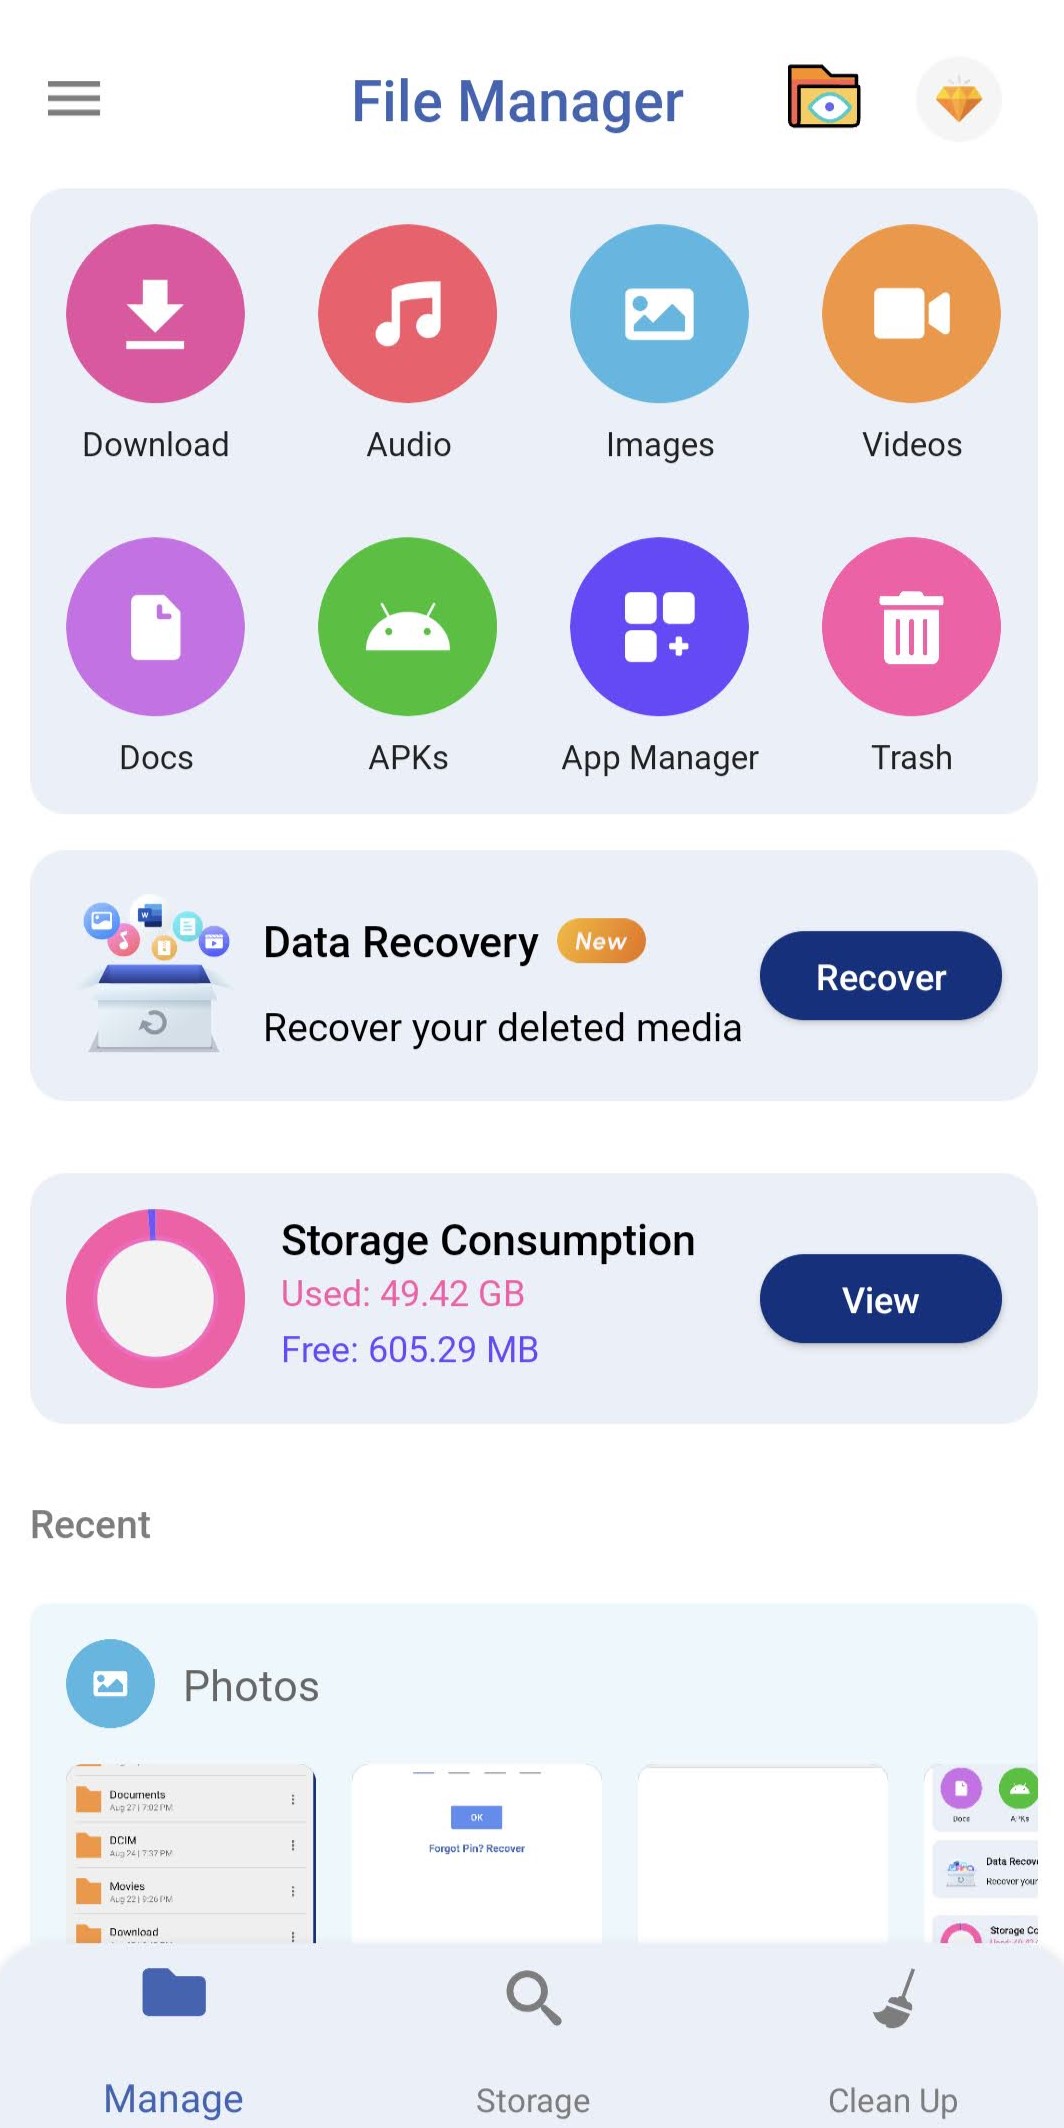 File Manager
Download
Audio
Images
Videos
Docs
APKs
App Manager
Trash
Data Recovery
New
Recover your deleted media
Recover
Storage Consumption
Used: 49.42 GB
Free: 605.29 MB
View
Recent
Photos
Documents
Aug 27 | 7:02 PM
DCIM
Aug 24 | 7:37 PM
Movies
Aug 22 | 9:26 PM
Download
OK
Forgot Pin? Recover
Docs
APKs
Data Recov
Recover your
Storage Co
Manage
Storage
Clean Up